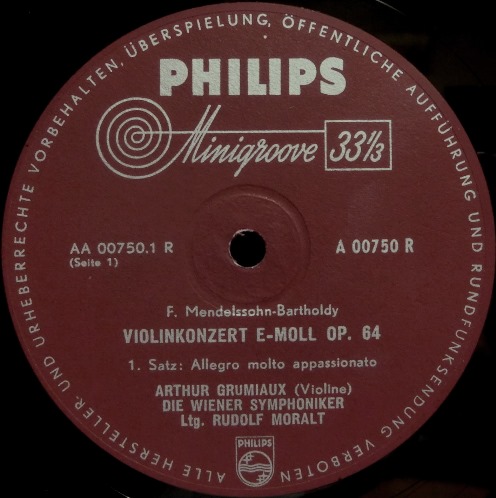 ALLE HERSTELLER- UND URHEBERRECHTE VORBEHALTEN, ÜBERSPIELUNG, ÖFFENTLICHE AUFFÜHRUNG UND RUNDFUNKSENDUNG VERBOTEN
PHILIPS
Minigroove 33⅓
AA 00750.1 R
(Seite 1)
A 00750 R
F. Mendelssohn-Bartholdy
VIOLINKONZERT E-MOLL OP. 64
1. Satz: Allegro molto appassionato
ARTHUR GRUMIAUX (Violine)
DIE WIENER SYMPHONIKER
Ltg. RUDOLF MORALT
PHILIPS